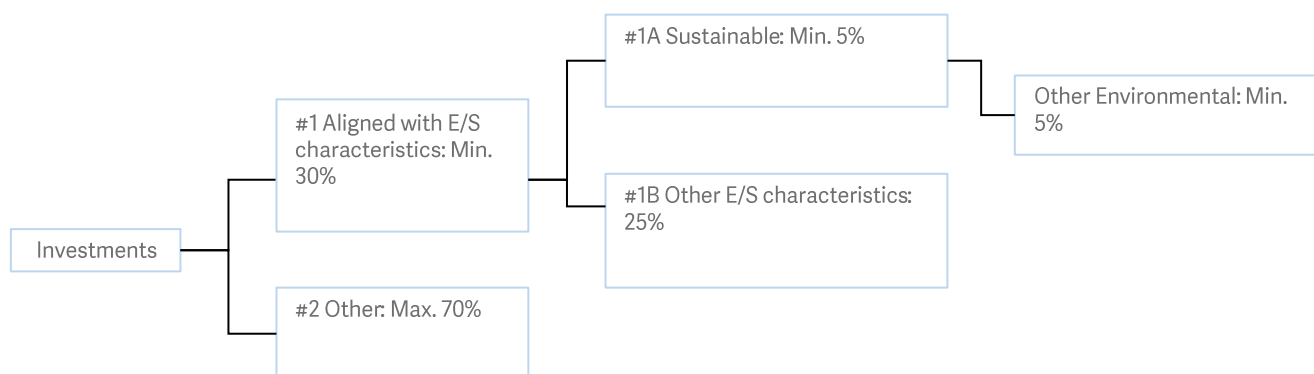 #1A Sustainable: Min. 5%
Other Environmental: Min.
5%
#1 Aligned with E/S
characteristics: Min.
30%
#1B Other E/S characteristics:
25%
Investments
#2 Other: Max. 70%